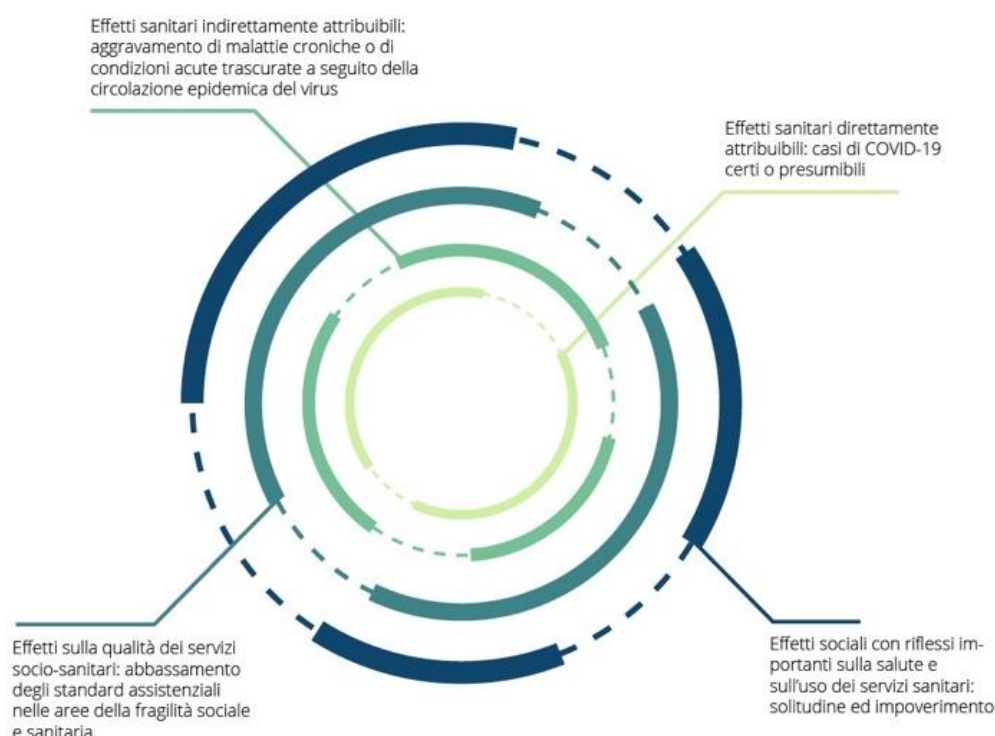 Effetti sanitari indirettamente attribuibili:
aggravamento di malattie croniche o di
condizioni acute trascurate a seguito della
circolazione epidemica del virus
Effetti sanitari direttamente
attribuibili: casi di COVID-19
certi o presumibili
Effetti sulla qualità dei servizi
socio-sanitari: abbassamento
degli standard assistenziali
nelle aree della fragilità sociale
e sanitaria.
Effetti sociali con riflessi im-
portanti sulla salute e
sull'uso dei servizi sanitari:
solitudine ed impoverimento